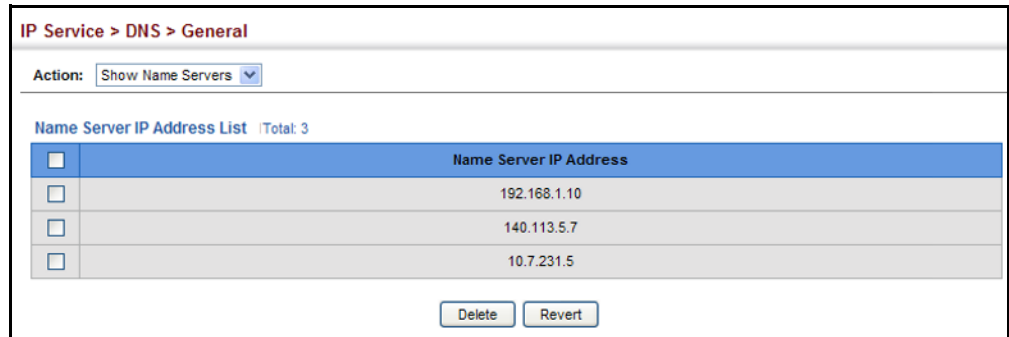 IP Service > DNS > General
Action: Show Name Servers
Name Server IP Address List Total: 3
Name Server IP Address
192.168.1.10
140.113.5.7
10.7.231.5
Delete Revert